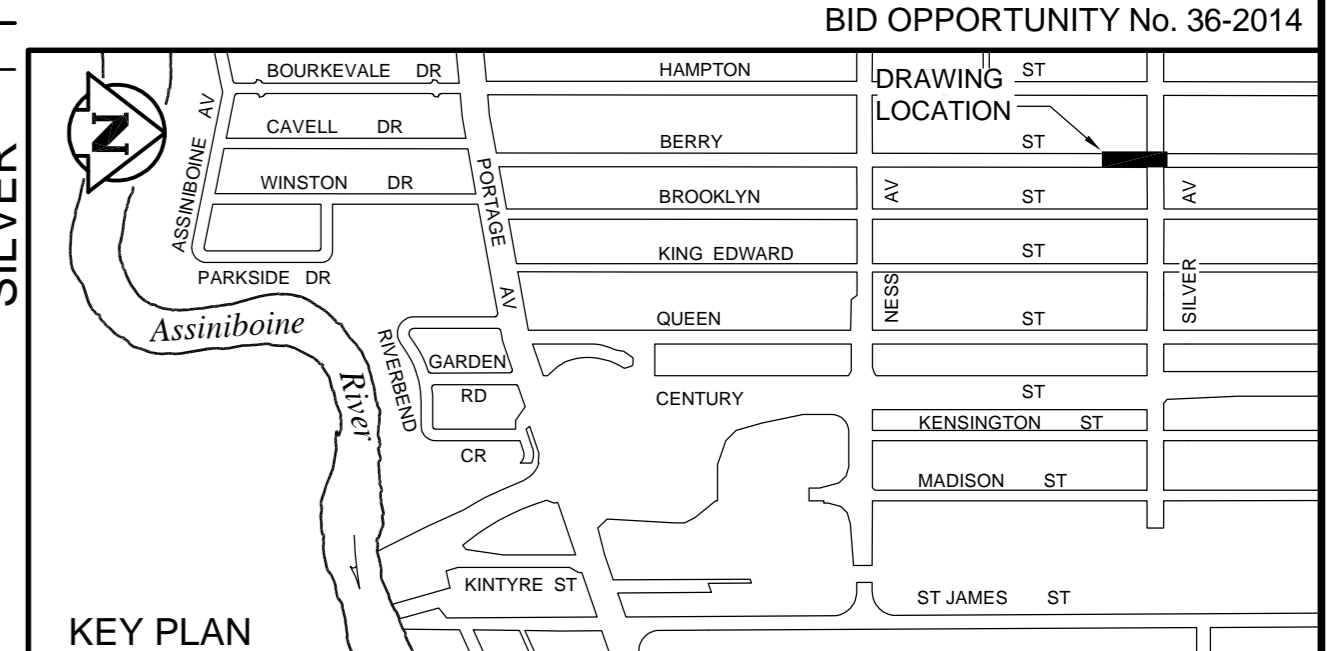 BID OPPORTUNITY No. 36-2014
SILVER
BOURKEVALE DR
HAMPTON ST
DRAWING
LOCATION
N
ASSINIBOINE AV
CAVELL DR
BERRY ST
WINSTON DR
PORTAGE AV
BROOKLYN ST
NESS AV
SILVER AV
KING EDWARD ST
PARKSIDE DR
Assiniboine River
QUEEN ST
RIVERBEND
GARDEN
RD
CENTURY ST
KENSINGTON ST
CR
MADISON ST
KINTYRE ST
ST JAMES ST
KEY PLAN